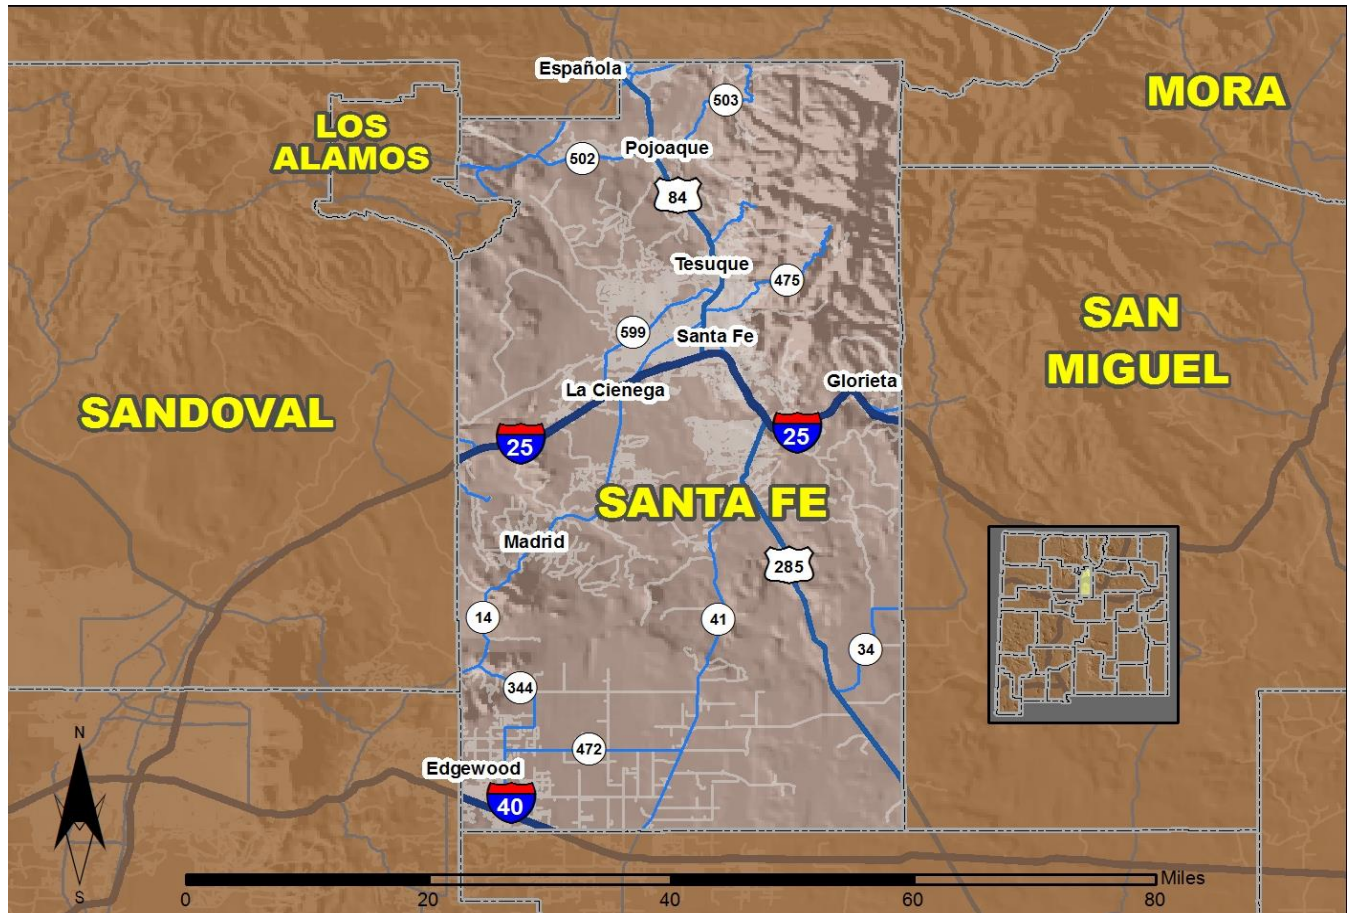 Española
503
MORA
LOS
ALAMOS
502
Pojoaque
84
Tesuque
475
SAN
MIGUEL
599
Santa Fe
La Cienega
Glorieta
SANDOVAL
25
25
SANTA FE
Madrid
285
14
41
34
344
472
N
S
Edgewood
40
0
20
40
60
80
Miles